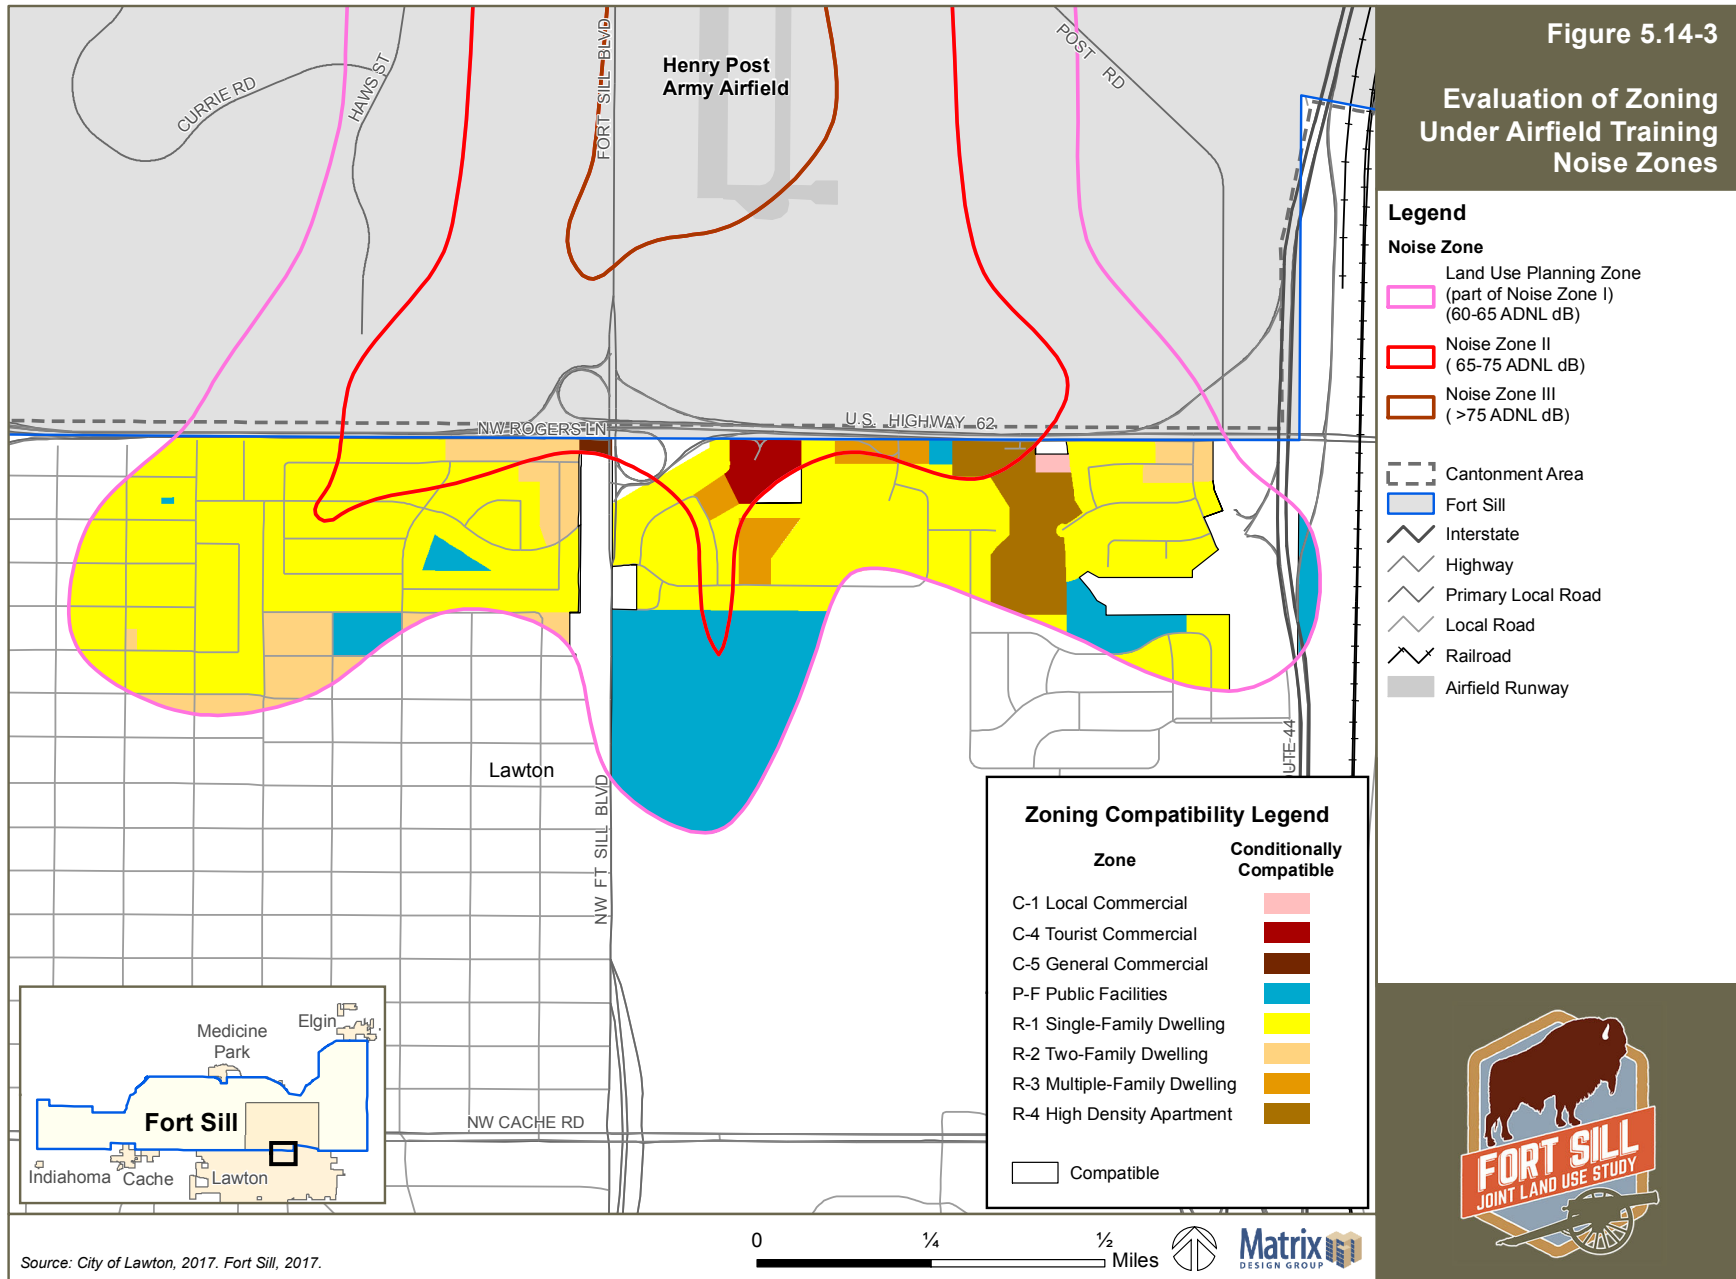 Figure 5.14-3
Evaluation of Zoning
Under Airfield Training
Noise Zones
Legend
Noise Zone
Land Use Planning Zone
(part of Noise Zone I)
(60-65 ADNL dB)
Noise Zone II
( 65-75 ADNL dB)
Noise Zone III
( >75 ADNL dB)
Cantonment Area
Fort Sill
Interstate
Highway
Primary Local Road
Local Road
Railroad
Airfield Runway
CURRIE RD
HAWS ST
FORT SILL BLVD
Henry Post
Army Airfield
POST RD
U.S. HIGHWAY 62
NW ROGERS LN
Lawton
NW FT SILL BLVD
UTE 44
NW CACHE RD
Zoning Compatibility Legend
Zone
Conditionally
Compatible
C-1 Local Commercial
C-4 Tourist Commercial
C-5 General Commercial
P-F Public Facilities
R-1 Single-Family Dwelling
R-2 Two-Family Dwelling
R-3 Multiple-Family Dwelling
R-4 High Density Apartment
Compatible
Medicine
Park
Elgin
Fort Sill
Indiahoma
Cache
Lawton
Source: City of Lawton, 2017. Fort Sill, 2017.
0 ¼ ½
Miles
Matrix
DESIGN GROUP
FORT SILL
JOINT LAND USE STUDY